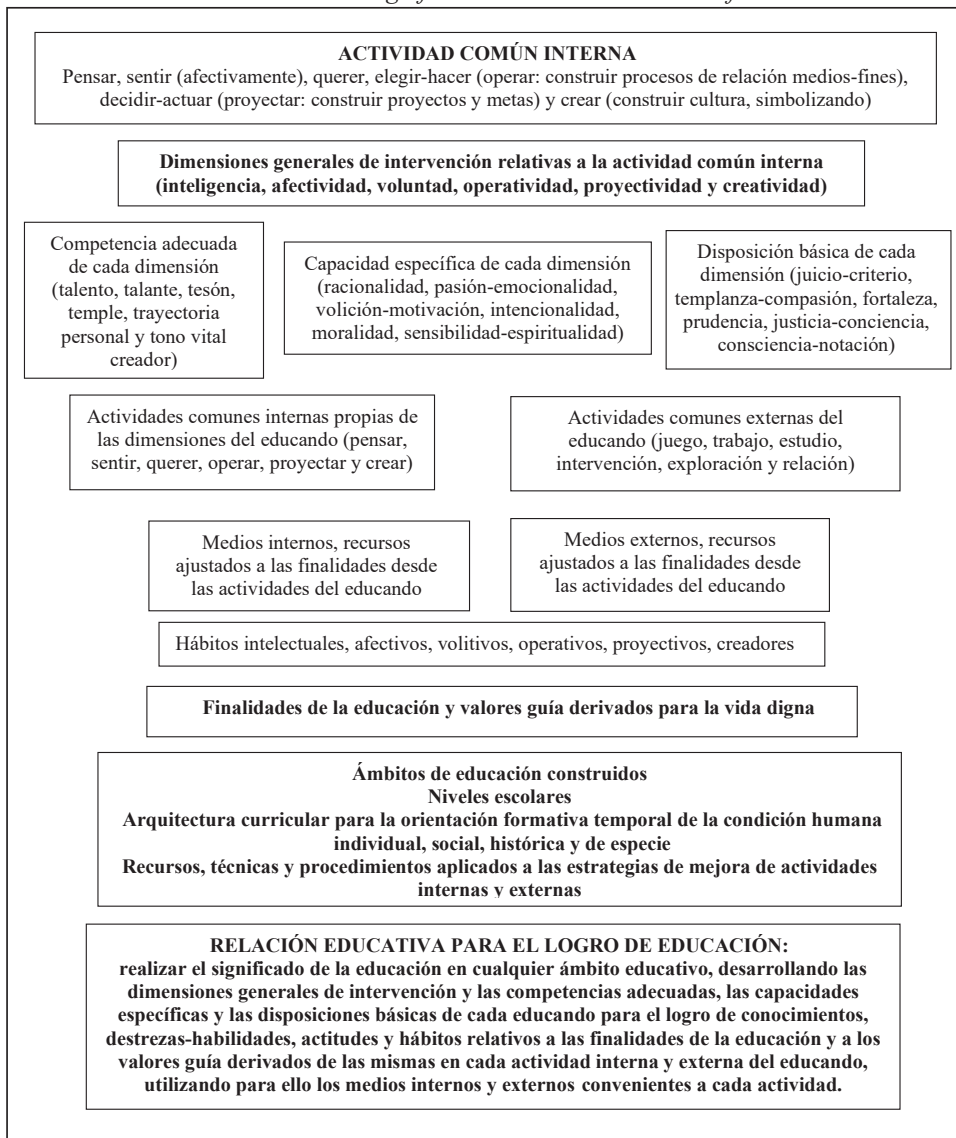 ACTIVIDAD COMÚN INTERNA
Pensar, sentir (afectivamente), querer, elegir-hacer (operar: construir procesos de relación medios-fines),
decidir-actuar (proyectar: construir proyectos y metas) y crear (construir cultura, simbolizando)
Dimensiones generales de intervención relativas a la actividad común interna
(inteligencia, afectividad, voluntad, operatividad, proyectividad y creatividad)
Competencia adecuada
de cada dimensión
(talento, talante, tesón,
temple, trayectoria
personal y tono vital
creador)
Capacidad específica de cada dimensión
(racionalidad, pasión-emocionalidad,
volición-motivación, intencionalidad,
moralidad, sensibilidad-espiritualidad)
Disposición básica de cada
dimensión (juicio-criterio,
templanza-compasión, fortaleza,
prudencia, justicia-conciencia,
consciencia-notación)
Actividades comunes internas propias de
las dimensiones del educando (pensar,
sentir, querer, operar, proyectar y crear)
Actividades comunes externas del
educando (juego, trabajo, estudio,
intervención, exploración y relación)
Medios internos, recursos
ajustados a las finalidades desde
las actividades del educando
Medios externos, recursos
ajustados a las finalidades desde
las actividades del educando
Hábitos intelectuales, afectivos, volitivos, operativos, proyectivos, creadores
Finalidades de la educación y valores guía derivados para la vida digna
Ámbitos de educación construidos
Niveles escolares
Arquitectura curricular para la orientación formativa temporal de la condición humana
individual, social, histórica y de especie
Recursos, técnicas y procedimientos aplicados a las estrategias de mejora de actividades
internas y externas
RELACIÓN EDUCATIVA PARA EL LOGRO DE EDUCACIÓN:
realizar el significado de la educación en cualquier ámbito educativo, desarrollando las
dimensiones generales de intervención y las competencias adecuadas, las capacidades
específicas y las disposiciones básicas de cada educando para el logro de conocimientos,
destrezas-habilidades, actitudes y hábitos relativos a las finalidades de la educación y a los
valores guía derivados de las mismas en cada actividad interna y externa del educando,
utilizando para ello los medios internos y externos convenientes a cada actividad.